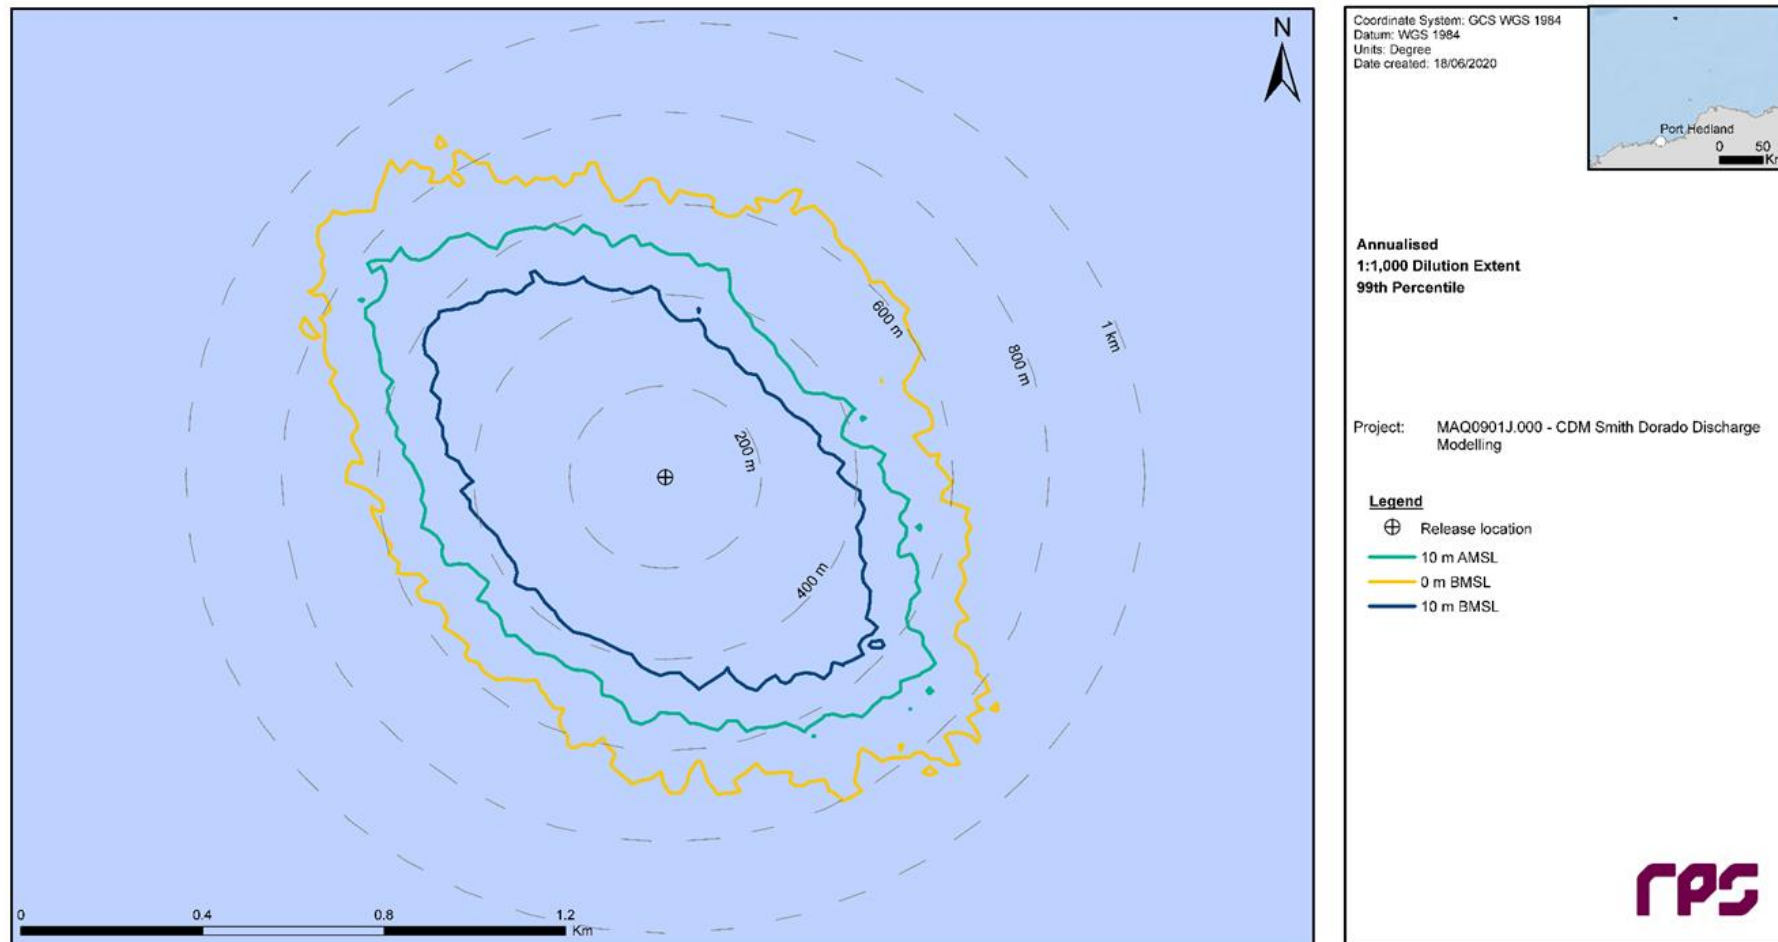 N
1 km
800 m
600 m
200 m
400 m
0 0.4 0.8 1.2
Km
Coordinate System: GCS WGS 1984
Datum: WGS 1984
Units: Degree
Date created: 18/06/2020
Port Hedland
0 50
Km
Annualised
1:1,000 Dilution Extent
99th Percentile
Project: MAQ0901J.000 - CDM Smith Dorado Discharge
Modelling
Legend
Release location
10 m AMSL
0 m BMSL
10 m BMSL
rps